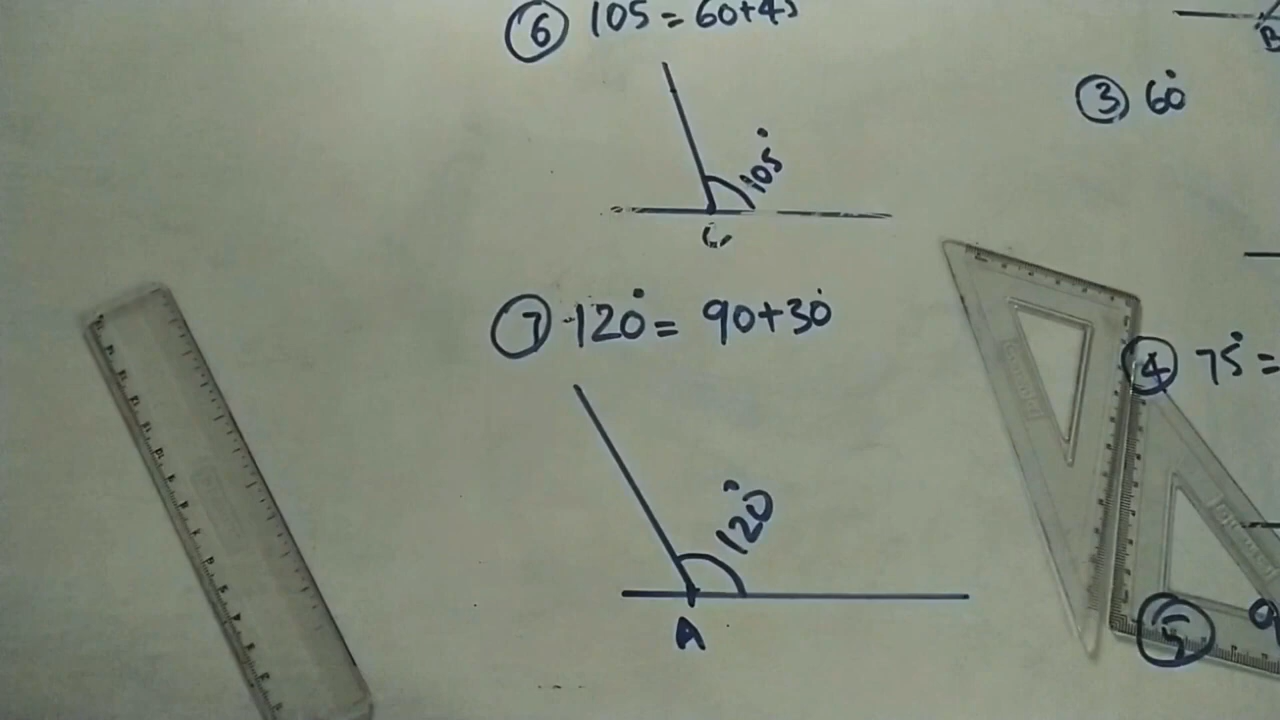 ⑥ 105 = 60+45
105°
⑦ 120° = 90+30°
120°
A
B
③ 60°
④ 75° =
⑤